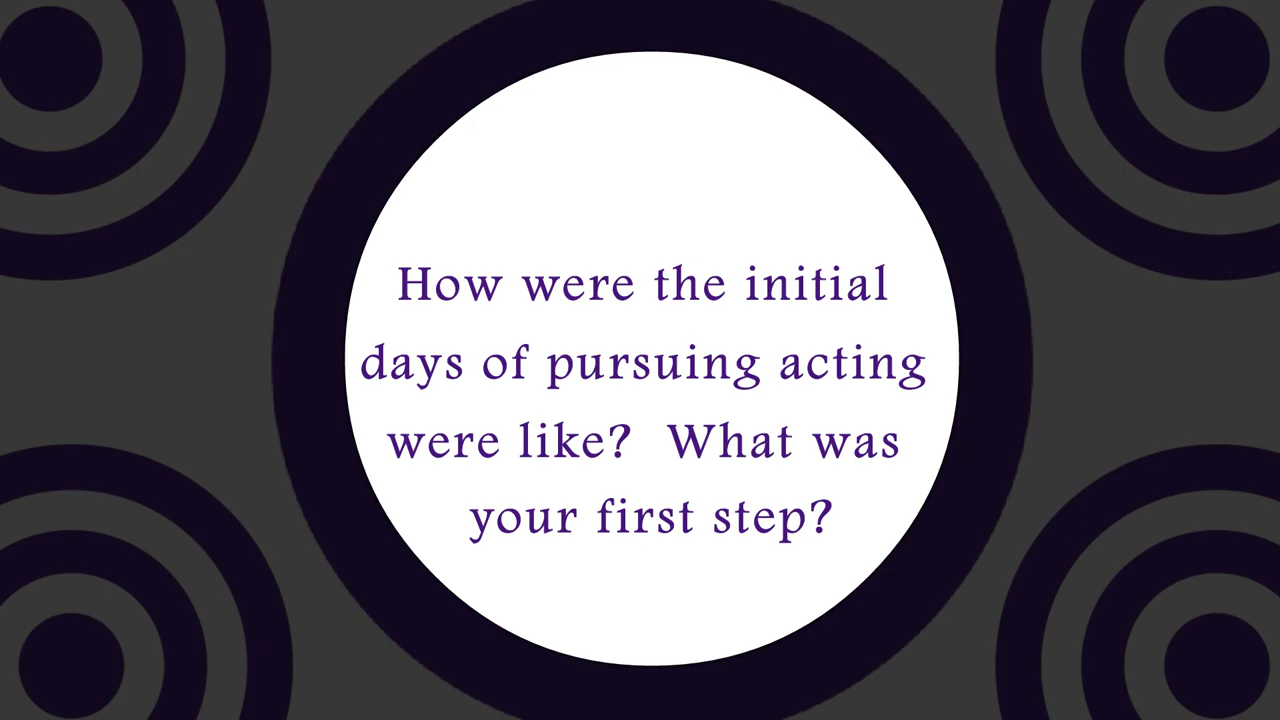 How were the initial
days of pursuing acting
were like?  What was
your first step?